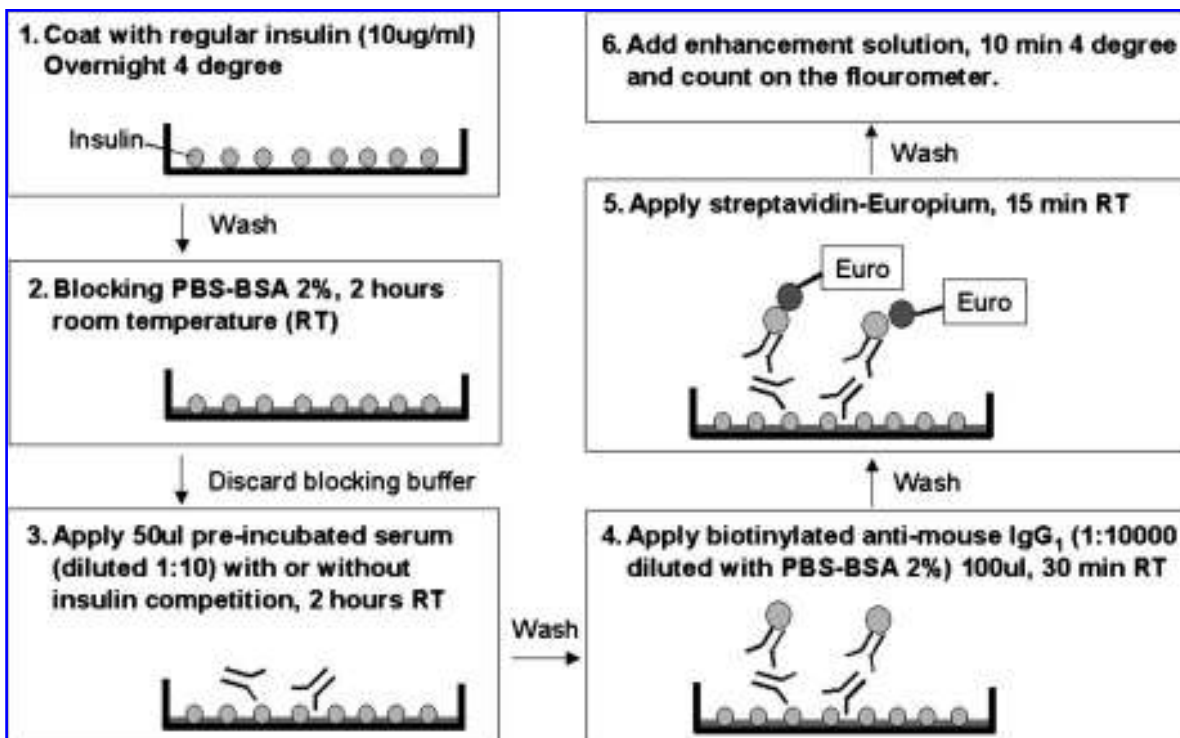 1. Coat with regular insulin (10ug/ml)
Overnight 4 degree
Insulin
Wash
2. Blocking PBS-BSA 2%, 2 hours
room temperature (RT)
Discard blocking buffer
3. Apply 50ul pre-incubated serum
(diluted 1:10) with or without
insulin competition, 2 hours RT
Wash
4. Apply biotinylated anti-mouse IgG₁ (1:10000
diluted with PBS-BSA 2%) 100ul, 30 min RT
Wash
5. Apply streptavidin-Europium, 15 min RT
Euro
Euro
Wash
6. Add enhancement solution, 10 min 4 degree
and count on the flourometer.